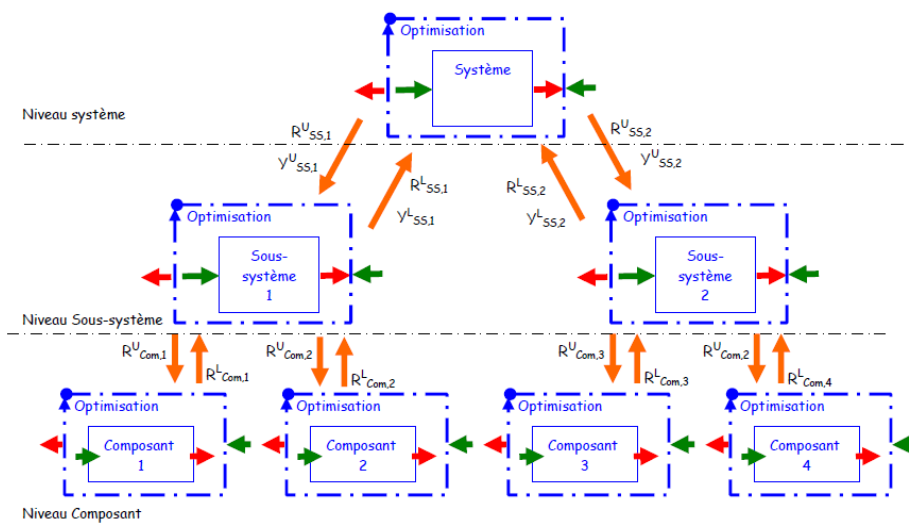 Optimisation
Système
Niveau système
R^U_SS,1
Y^U_SS,1
R^L_SS,1
Y^L_SS,1
R^U_SS,2
Y^U_SS,2
R^L_SS,2
Y^L_SS,2
Optimisation
Sous-
système
1
Optimisation
Sous-
système
2
Niveau Sous-système
R^U_Com,1
R^L_Com,1
R^U_Com,2
R^L_Com,2
R^U_Com,3
R^L_Com,3
R^U_Com,2
R^L_Com,4
Optimisation
Composant
1
Optimisation
Composant
2
Optimisation
Composant
3
Optimisation
Composant
4
Niveau Composant